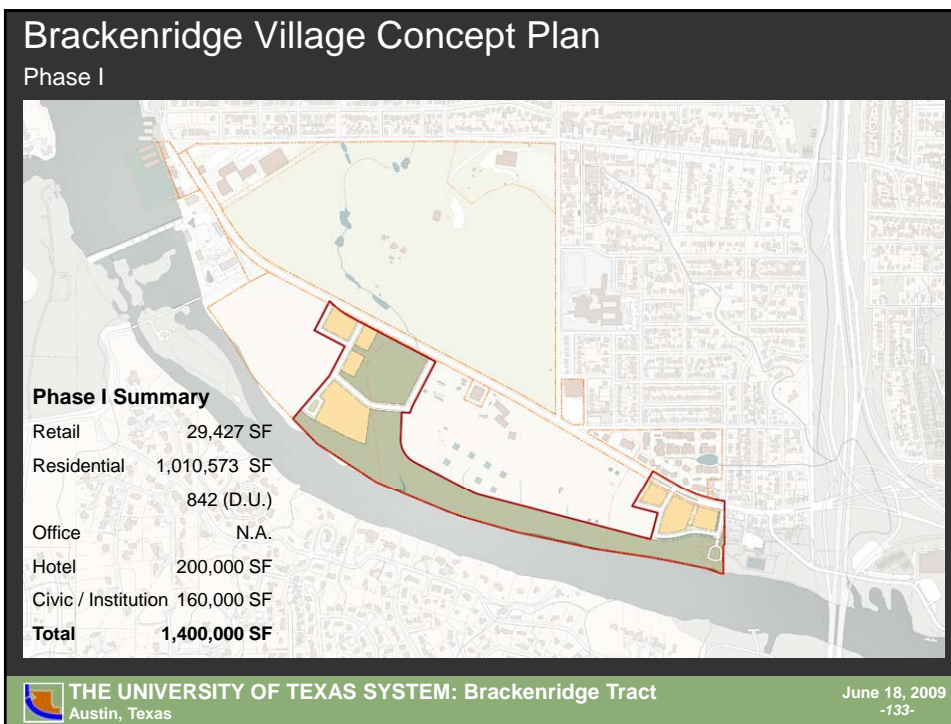 Brackenridge Village Concept Plan
Phase I
Phase I Summary
Retail 29,427 SF
Residential 1,010,573 SF
842 (D.U.)
Office N.A.
Hotel 200,000 SF
Civic / Institution 160,000 SF
Total 1,400,000 SF
THE UNIVERSITY OF TEXAS SYSTEM: Brackenridge Tract
Austin, Texas
June 18, 2009
-133-